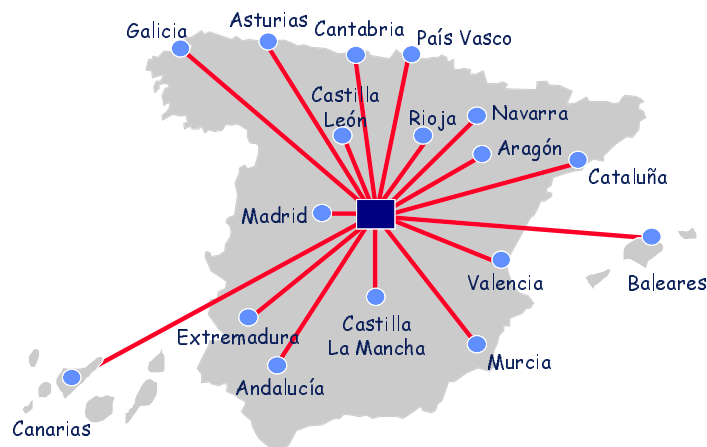 Asturias
Galicia
Cantabria
País Vasco
Castilla
León
Rioja
Navarra
Aragón
Cataluña
Madrid
Valencia
Baleares
Extremadura
Castilla
La Mancha
Murcia
Andalucía
Canarias